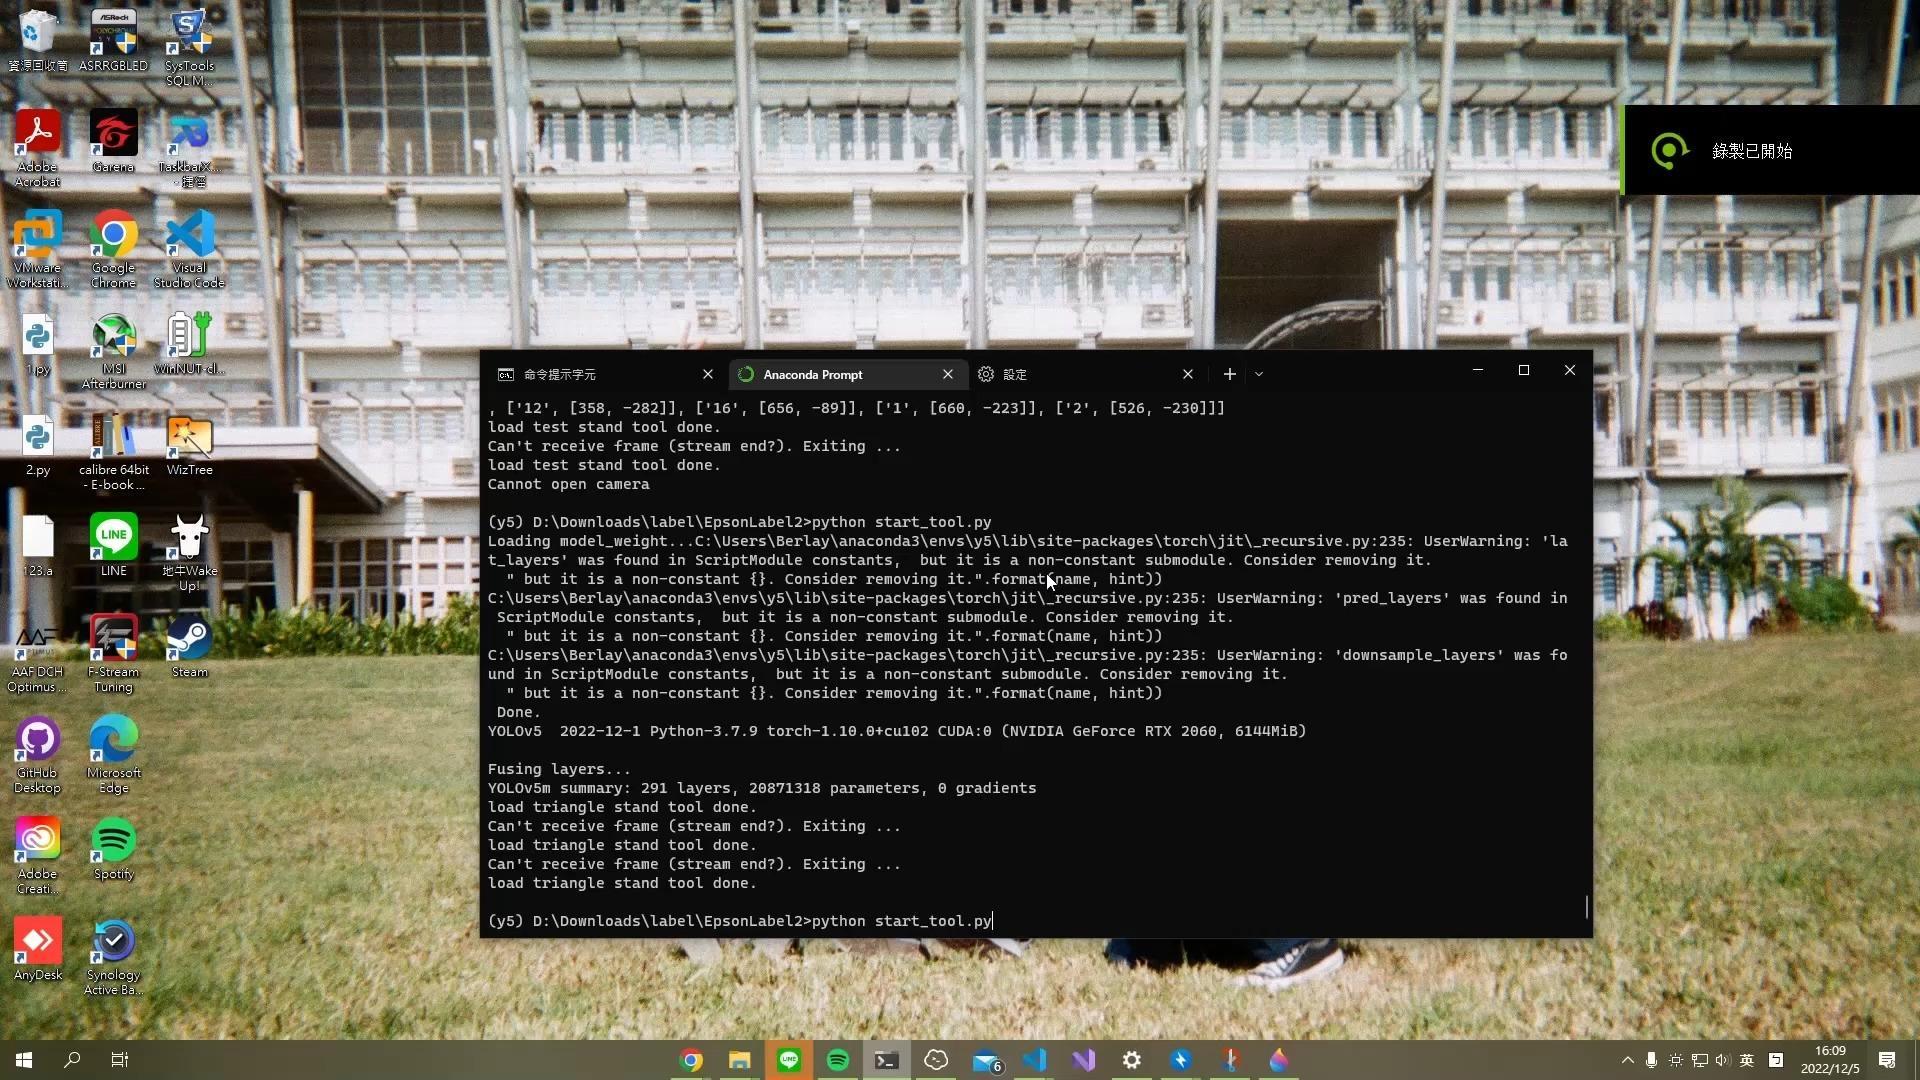 資源回收筒
ASRRGBLED
SysTools
SQL M...
Adobe
Acrobat
Garena
TaskbarX...
- 捷徑
VMware
Workstati...
Google
Chrome
Visual
Studio Code
1.py
MSI
Afterburner
WinNUT-cl...
2.py
calibre 64bit
- E-book ...
WizTree
123.a
LINE
地牛Wake
Up!
AAF DCH
Optimus ...
F-Stream
Tuning
Steam
GitHub
Desktop
Microsoft
Edge
Adobe
Creati...
Spotify
AnyDesk
Synology
Active Ba...
錄製已開始
命令提示字元
Anaconda Prompt
設定
, ['12', [358, -282]], ['16', [656, -89]], ['1', [660, -223]], ['2', [526, -230]]]
load test stand tool done.
Can't receive frame (stream end?). Exiting ...
load test stand tool done.
Cannot open camera
(y5) D:\Downloads\label\EpsonLabel2>python start_tool.py
Loading model_weight...C:\Users\Berlay\anaconda3\envs\y5\lib\site-packages\torch\jit\_recursive.py:235: UserWarning: 'la
t_layers' was found in ScriptModule constants,  but it is a non-constant submodule. Consider removing it.
" but it is a non-constant {}. Consider removing it.".format(name, hint))
C:\Users\Berlay\anaconda3\envs\y5\lib\site-packages\torch\jit\_recursive.py:235: UserWarning: 'pred_layers' was found in
ScriptModule constants,  but it is a non-constant submodule. Consider removing it.
" but it is a non-constant {}. Consider removing it.".format(name, hint))
C:\Users\Berlay\anaconda3\envs\y5\lib\site-packages\torch\jit\_recursive.py:235: UserWarning: 'downsample_layers' was fo
und in ScriptModule constants,  but it is a non-constant submodule. Consider removing it.
" but it is a non-constant {}. Consider removing it.".format(name, hint))
Done.
YOLOv5  2022-12-1 Python-3.7.9 torch-1.10.0+cu102 CUDA:0 (NVIDIA GeForce RTX 2060, 6144MiB)
Fusing layers...
YOLOv5m summary: 291 layers, 20871318 parameters, 0 gradients
load triangle stand tool done.
Can't receive frame (stream end?). Exiting ...
load triangle stand tool done.
Can't receive frame (stream end?). Exiting ...
load triangle stand tool done.
(y5) D:\Downloads\label\EpsonLabel2>python start_tool.py
6
英
16:09
2022/12/5